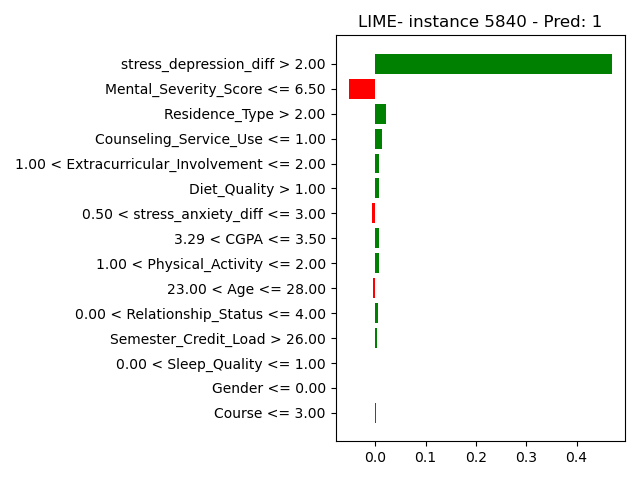 LIME- instance 5840 - Pred: 1
stress_depression_diff > 2.00
Mental_Severity_Score <= 6.50
Residence_Type > 2.00
Counseling_Service_Use <= 1.00
1.00 < Extracurricular_Involvement <= 2.00
Diet_Quality > 1.00
0.50 < stress_anxiety_diff <= 3.00
3.29 < CGPA <= 3.50
1.00 < Physical_Activity <= 2.00
23.00 < Age <= 28.00
0.00 < Relationship_Status <= 4.00
Semester_Credit_Load > 26.00
0.00 < Sleep_Quality <= 1.00
Gender <= 0.00
Course <= 3.00
0.0 0.1 0.2 0.3 0.4